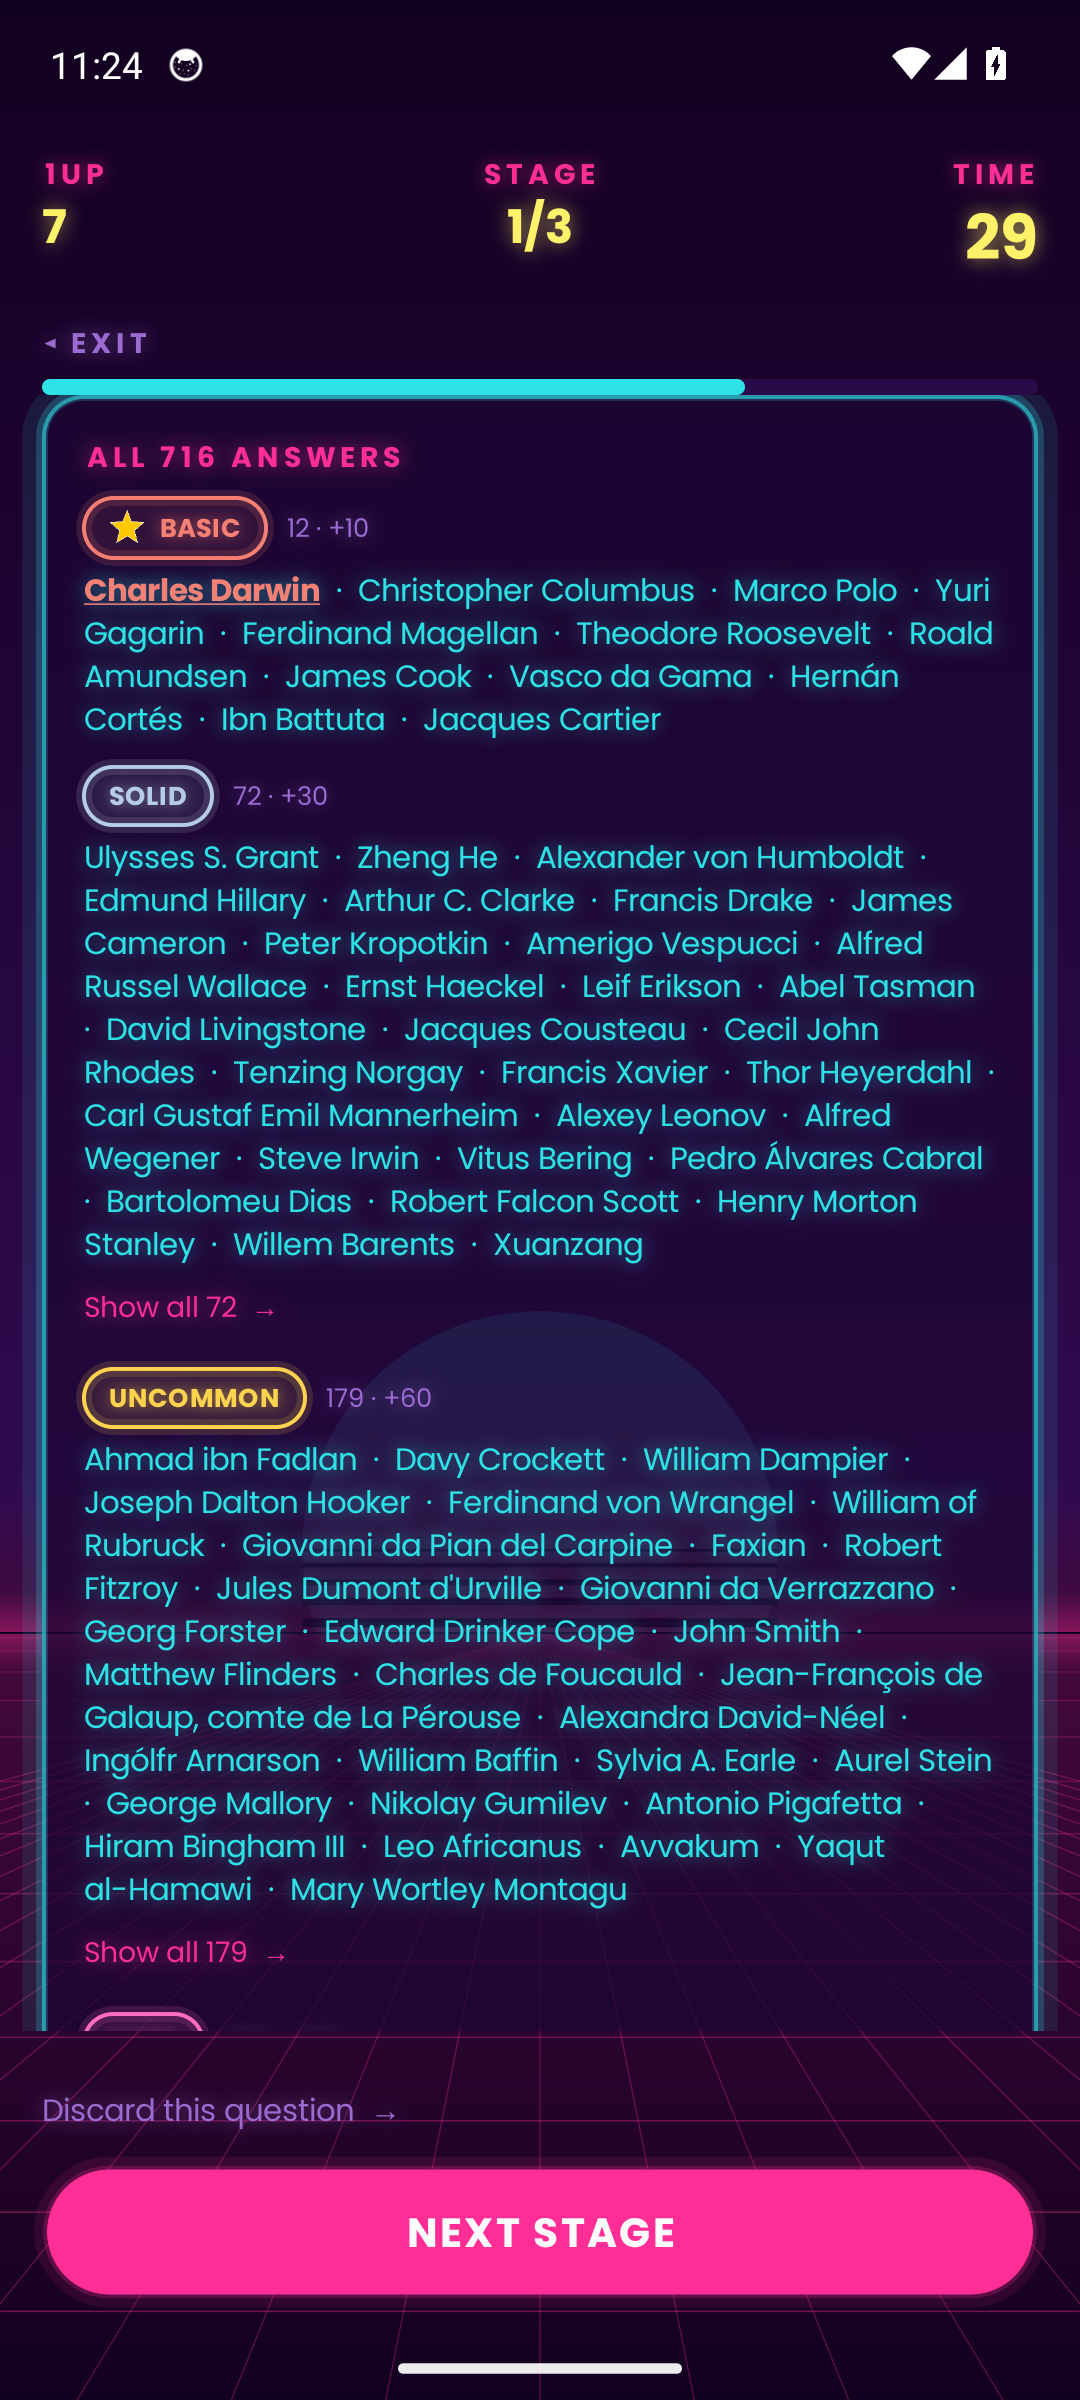 11:24
1UP
STAGE
TIME
7
1/3
29
◂ EXIT
ALL 716 ANSWERS
⭐ BASIC 12 · +10
Charles Darwin · Christopher Columbus · Marco Polo · Yuri
Gagarin · Ferdinand Magellan · Theodore Roosevelt · Roald
Amundsen · James Cook · Vasco da Gama · Hernán
Cortés · Ibn Battuta · Jacques Cartier
SOLID 72 · +30
Ulysses S. Grant · Zheng He · Alexander von Humboldt ·
Edmund Hillary · Arthur C. Clarke · Francis Drake · James
Cameron · Peter Kropotkin · Amerigo Vespucci · Alfred
Russel Wallace · Ernst Haeckel · Leif Erikson · Abel Tasman
· David Livingstone · Jacques Cousteau · Cecil John
Rhodes · Tenzing Norgay · Francis Xavier · Thor Heyerdahl ·
Carl Gustaf Emil Mannerheim · Alexey Leonov · Alfred
Wegener · Steve Irwin · Vitus Bering · Pedro Álvares Cabral
· Bartolomeu Dias · Robert Falcon Scott · Henry Morton
Stanley · Willem Barents · Xuanzang
Show all 72 →
UNCOMMON 179 · +60
Ahmad ibn Fadlan · Davy Crockett · William Dampier ·
Joseph Dalton Hooker · Ferdinand von Wrangel · William of
Rubruck · Giovanni da Pian del Carpine · Faxian · Robert
Fitzroy · Jules Dumont d'Urville · Giovanni da Verrazzano ·
Georg Forster · Edward Drinker Cope · John Smith ·
Matthew Flinders · Charles de Foucauld · Jean-François de
Galaup, comte de La Pérouse · Alexandra David-Néel ·
Ingólfr Arnarson · William Baffin · Sylvia A. Earle · Aurel Stein
· George Mallory · Nikolay Gumilev · Antonio Pigafetta ·
Hiram Bingham III · Leo Africanus · Avvakum · Yaqut
al-Hamawi · Mary Wortley Montagu
Show all 179 →
Discard this question →
NEXT STAGE